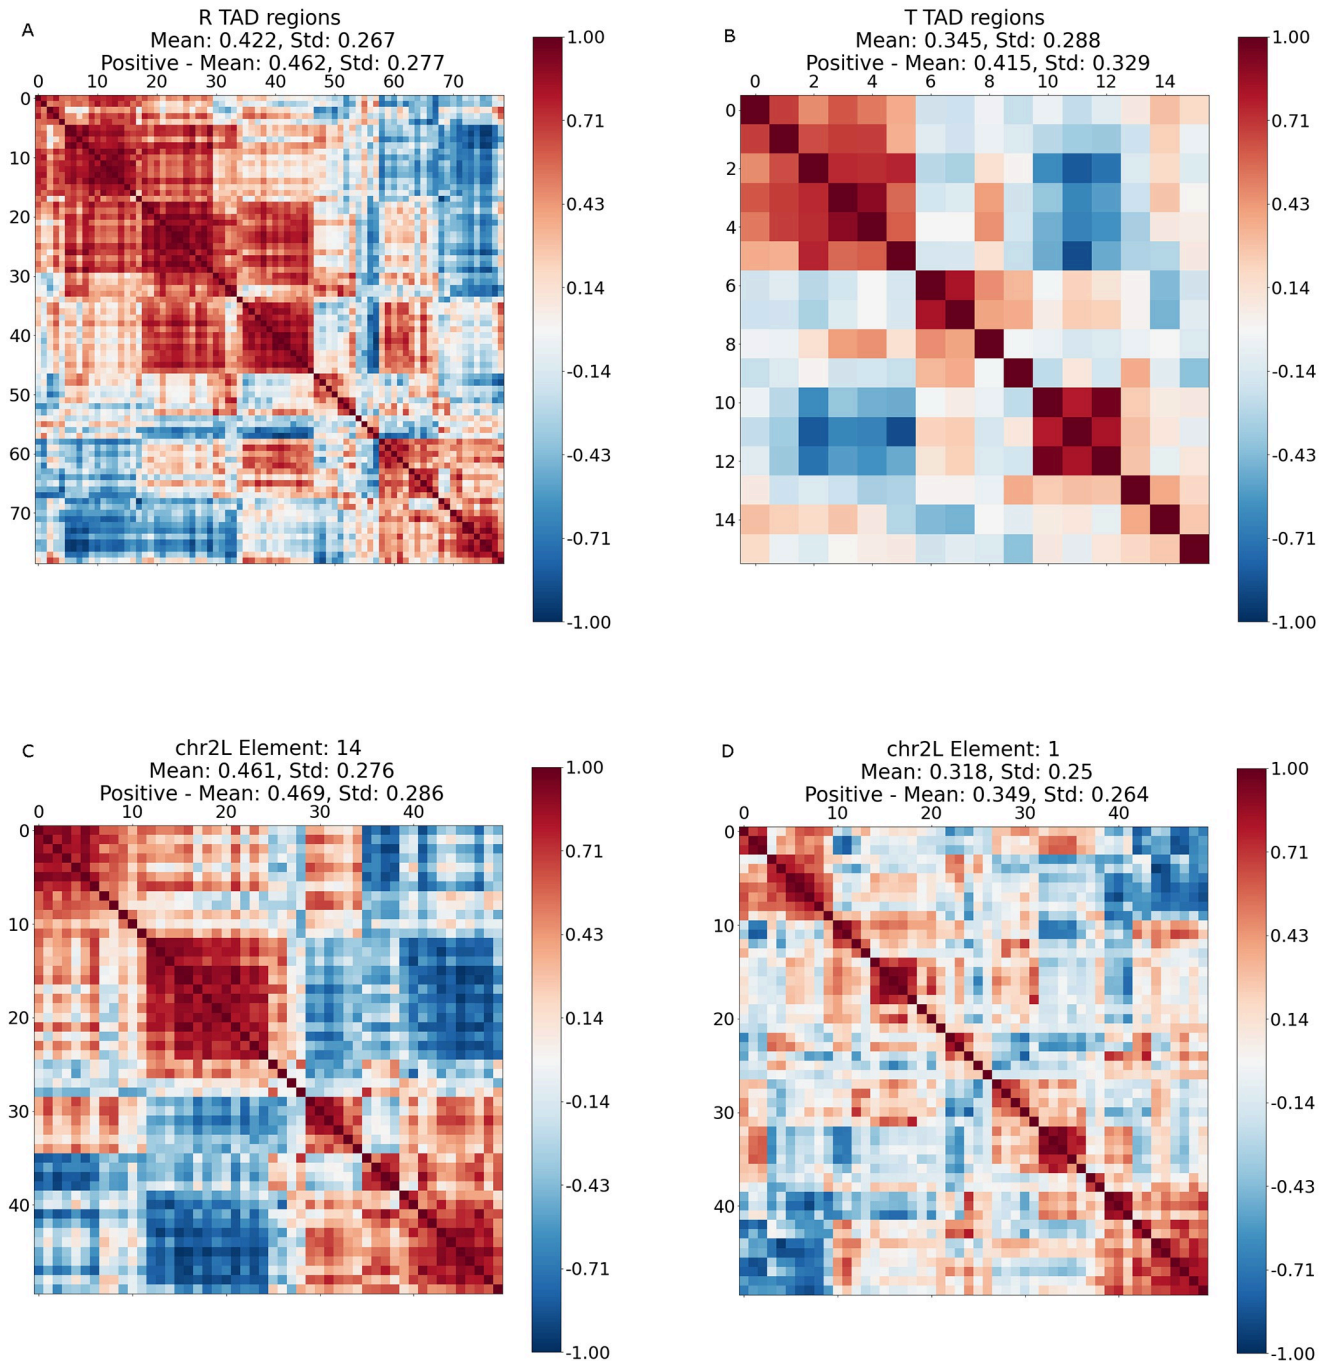 A
R TAD regions
Mean: 0.422, Std: 0.267
Positive - Mean: 0.462, Std: 0.277
0 10 20 30 40 50 60 70
0
10
20
30
40
50
60
70
1.00
0.71
0.43
0.14
-0.14
-0.43
-0.71
-1.00
B
T TAD regions
Mean: 0.345, Std: 0.288
Positive - Mean: 0.415, Std: 0.329
0 2 4 6 8 10 12 14
0
2
4
6
8
10
12
14
1.00
0.71
0.43
0.14
-0.14
-0.43
-0.71
-1.00
C
chr2L Element: 14
Mean: 0.461, Std: 0.276
Positive - Mean: 0.469, Std: 0.286
0 10 20 30 40
0
10
20
30
40
1.00
0.71
0.43
0.14
-0.14
-0.43
-0.71
-1.00
D
chr2L Element: 1
Mean: 0.318, Std: 0.25
Positive - Mean: 0.349, Std: 0.264
0 10 20 30 40
0
10
20
30
40
1.00
0.71
0.43
0.14
-0.14
-0.43
-0.71
-1.00